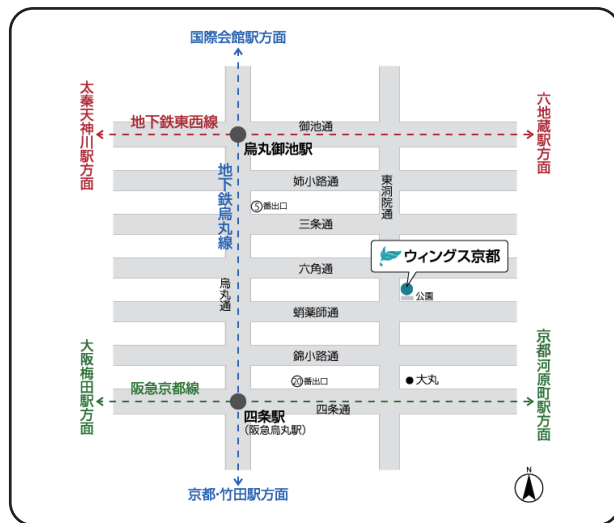 国際会館駅方面
太秦天神川駅方面
地下鉄東西線
御池通
六地蔵駅方面
烏丸御池駅
地下鉄烏丸線
姉小路通
東洞院通
⑤番出口
三条通
ウィングス京都
六角通
烏丸通
公園
蛸薬師通
大阪梅田駅方面
京都河原町駅方面
錦小路通
⑳番出口
大丸
阪急京都線
四条駅
四条通
(阪急烏丸駅)
京都・竹田駅方面
N